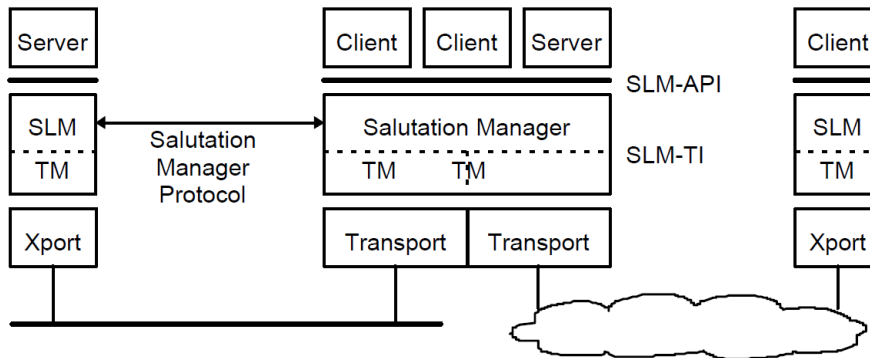 Server
Client
Client
Server
Client
SLM-API
SLM
Salutation Manager
SLM
Salutation
Manager
Protocol
SLM-TI
TM
TM
TM
TM
Xport
Transport
Transport
Xport